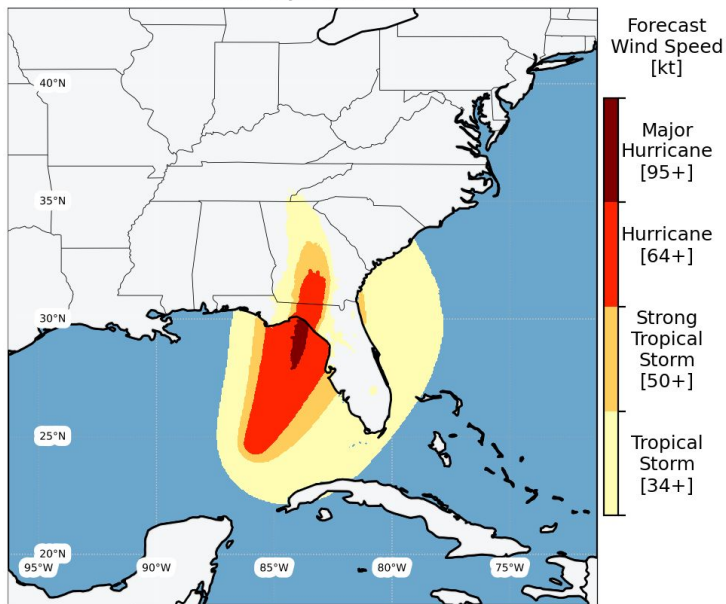 Forecast
Wind Speed
[kt]
Major
Hurricane
[95+]
Hurricane
[64+]
Strong
Tropical
Storm
[50+]
Tropical
Storm
[34+]
40°N
35°N
30°N
25°N
20°N
95°W
90°W
85°W
80°W
75°W